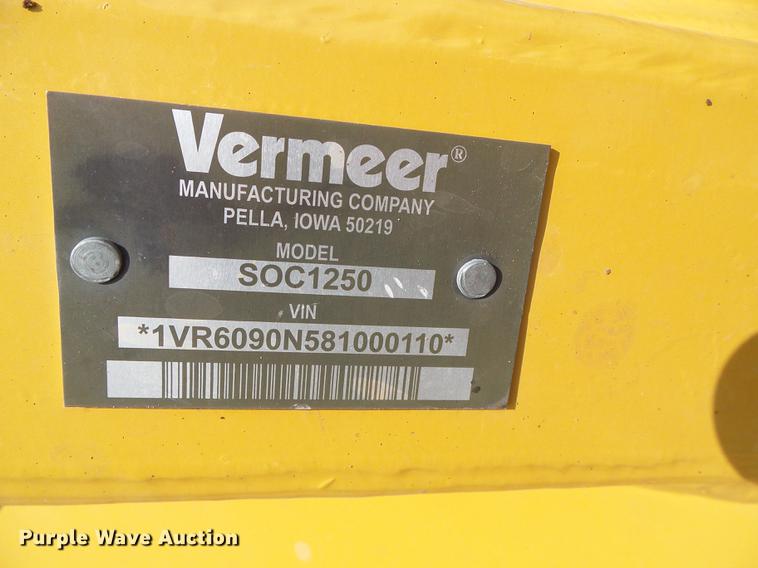 Vermeer®
MANUFACTURING COMPANY
PELLA, IOWA 50219
MODEL
SOC1250
VIN
*1VR6090N581000110*
Purple Wave Auction